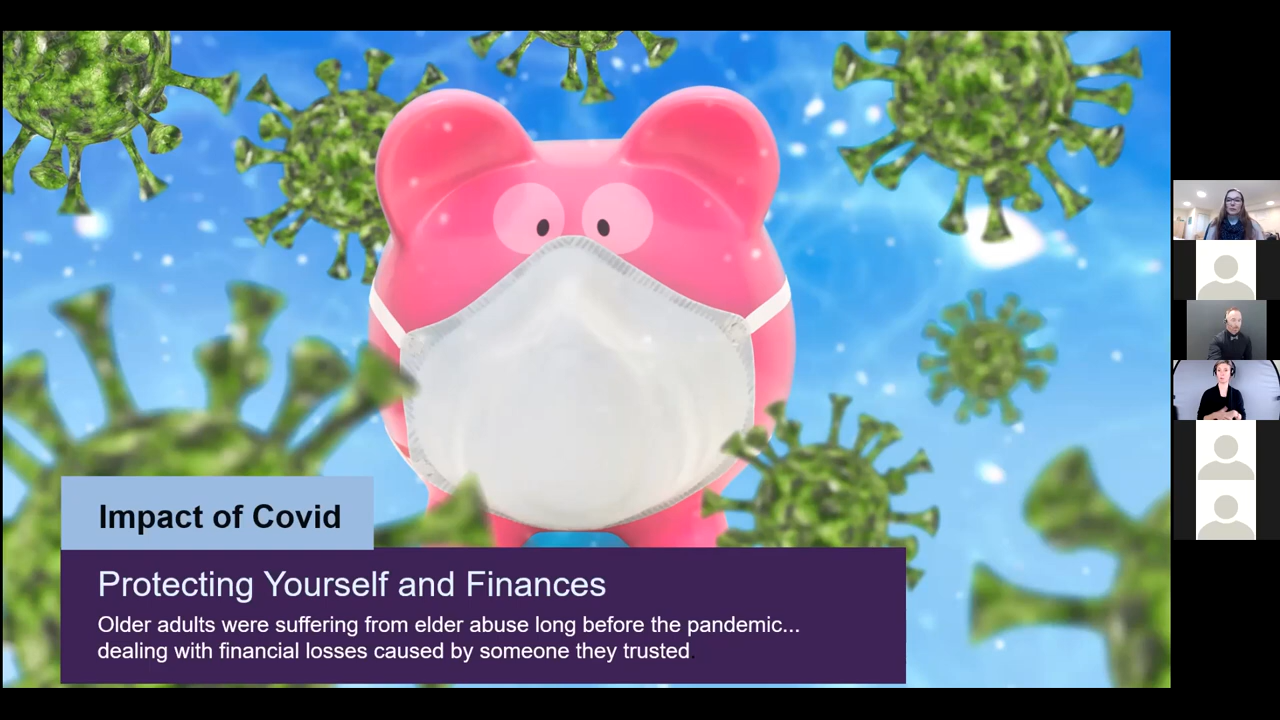 Impact of Covid
Protecting Yourself and Finances
Older adults were suffering from elder abuse long before the pandemic...
dealing with financial losses caused by someone they trusted.